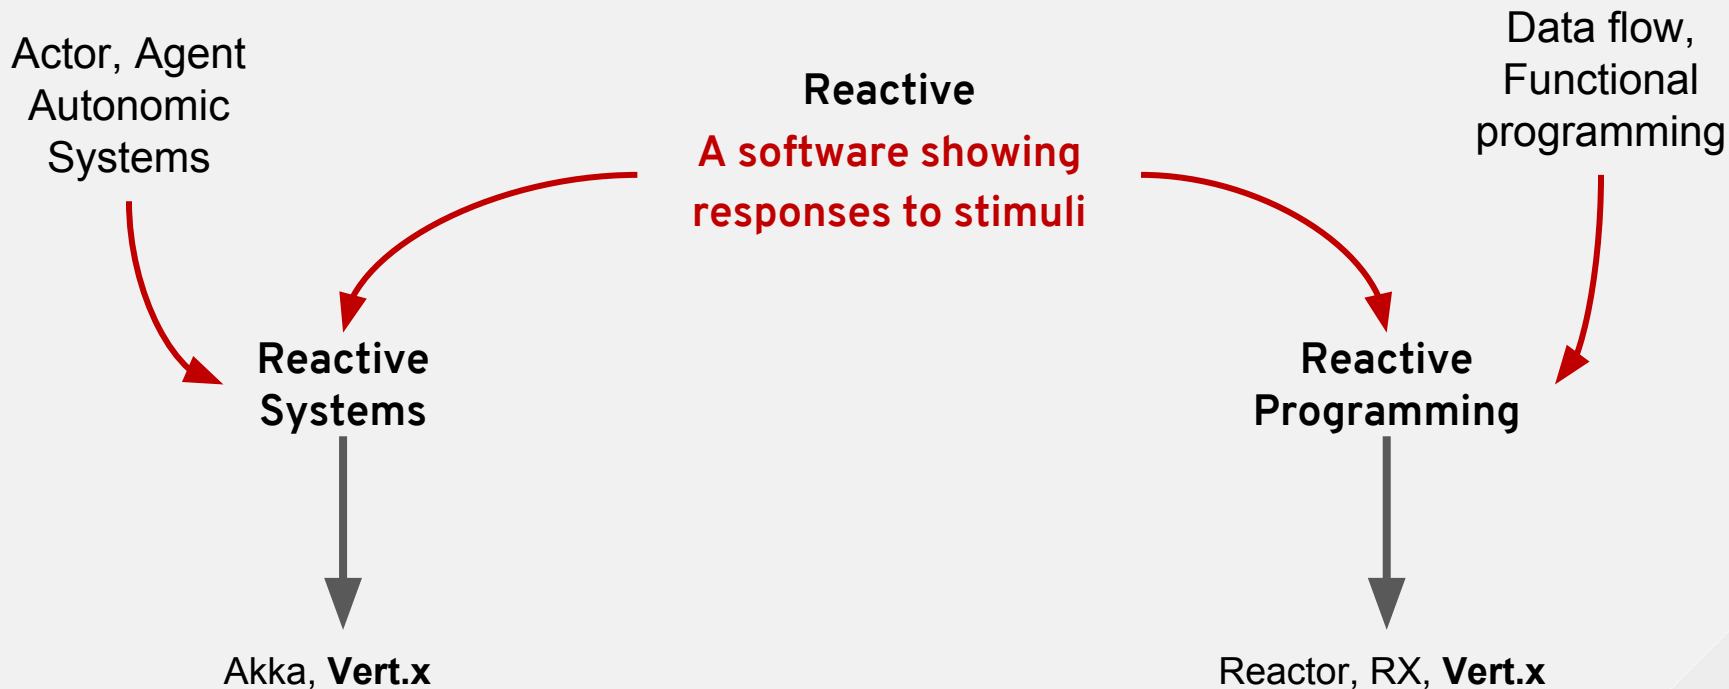 Actor, Agent
Autonomic
Systems
Reactive
A software showing
responses to stimuli
Data flow,
Functional
programming
Reactive
Systems
Reactive
Programming
Akka, Vert.x
Reactor, RX, Vert.x